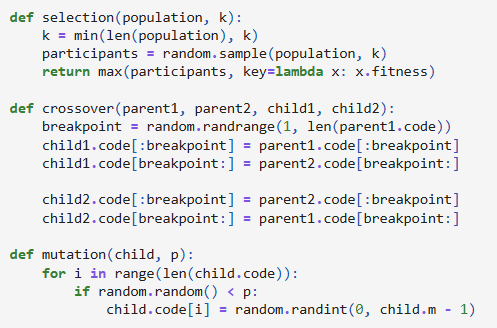 def selection(population, k):
    k = min(len(population), k)
    participants = random.sample(population, k)
    return max(participants, key=lambda x: x.fitness)

def crossover(parent1, parent2, child1, child2):
    breakpoint = random.randrange(1, len(parent1.code))
    child1.code[:breakpoint] = parent1.code[:breakpoint]
    child1.code[breakpoint:] = parent2.code[breakpoint:]

    child2.code[:breakpoint] = parent2.code[:breakpoint]
    child2.code[breakpoint:] = parent1.code[breakpoint:]

def mutation(child, p):
    for i in range(len(child.code)):
        if random.random() < p:
            child.code[i] = random.randint(0, child.m - 1)